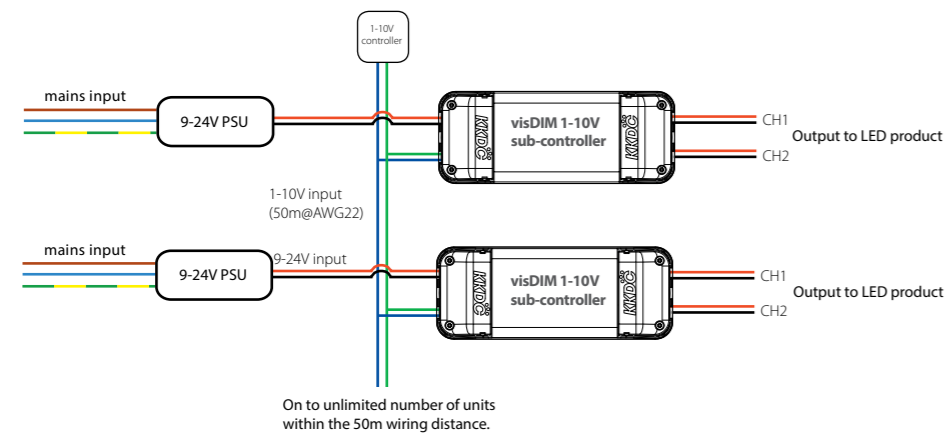 1-10V
controller
mains input
9-24V PSU
KKDC
visDIM 1-10V
sub-controller
KKDC
CH1
CH2
Output to LED product
1-10V input
(50m@AWG22)
mains input
9-24V PSU
9-24V input
KKDC
visDIM 1-10V
sub-controller
KKDC
CH1
CH2
Output to LED product
On to unlimited number of units
within the 50m wiring distance.